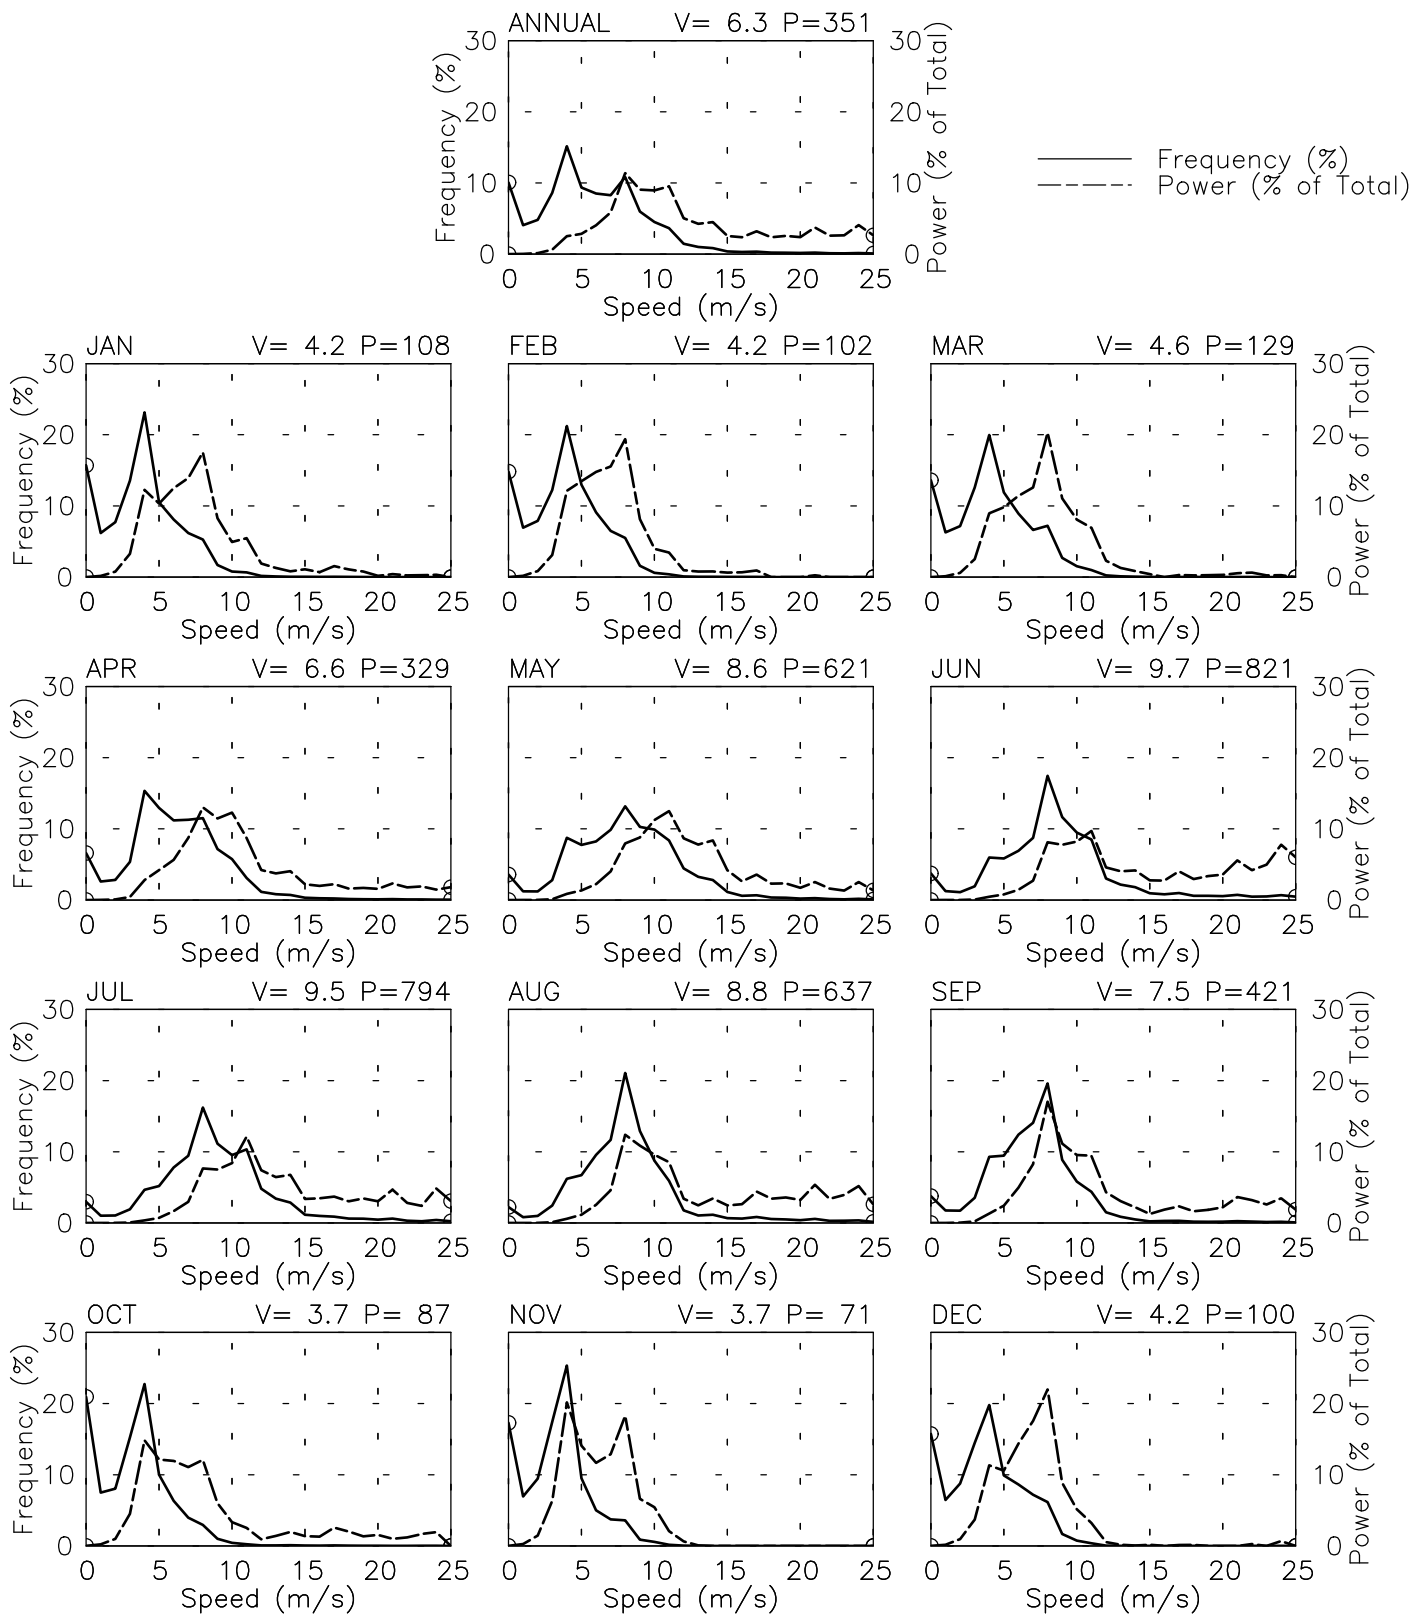 ANNUAL V= 6.3 P=351
30 30
20 20
10 10
0 0
Frequency (%)
Power (% of Total)
0 5 10 15 20 25
Speed (m/s)
Frequency (%)
Power (% of Total)
JAN V= 4.2 P=108
FEB V= 4.2 P=102
MAR V= 4.6 P=129
30 30
20 20
10 10
0 0
Frequency (%)
Power (% of Total)
0 5 10 15 20 25
0 5 10 15 20 25
0 5 10 15 20 25
Speed (m/s)
Speed (m/s)
Speed (m/s)
APR V= 6.6 P=329
MAY V= 8.6 P=621
JUN V= 9.7 P=821
30 30
20 20
10 10
0 0
Frequency (%)
Power (% of Total)
0 5 10 15 20 25
0 5 10 15 20 25
0 5 10 15 20 25
Speed (m/s)
Speed (m/s)
Speed (m/s)
JUL V= 9.5 P=794
AUG V= 8.8 P=637
SEP V= 7.5 P=421
30 30
20 20
10 10
0 0
Frequency (%)
Power (% of Total)
0 5 10 15 20 25
0 5 10 15 20 25
0 5 10 15 20 25
Speed (m/s)
Speed (m/s)
Speed (m/s)
OCT V= 3.7 P= 87
NOV V= 3.7 P= 71
DEC V= 4.2 P=100
30 30
20 20
10 10
0 0
Frequency (%)
Power (% of Total)
0 5 10 15 20 25
0 5 10 15 20 25
0 5 10 15 20 25
Speed (m/s)
Speed (m/s)
Speed (m/s)